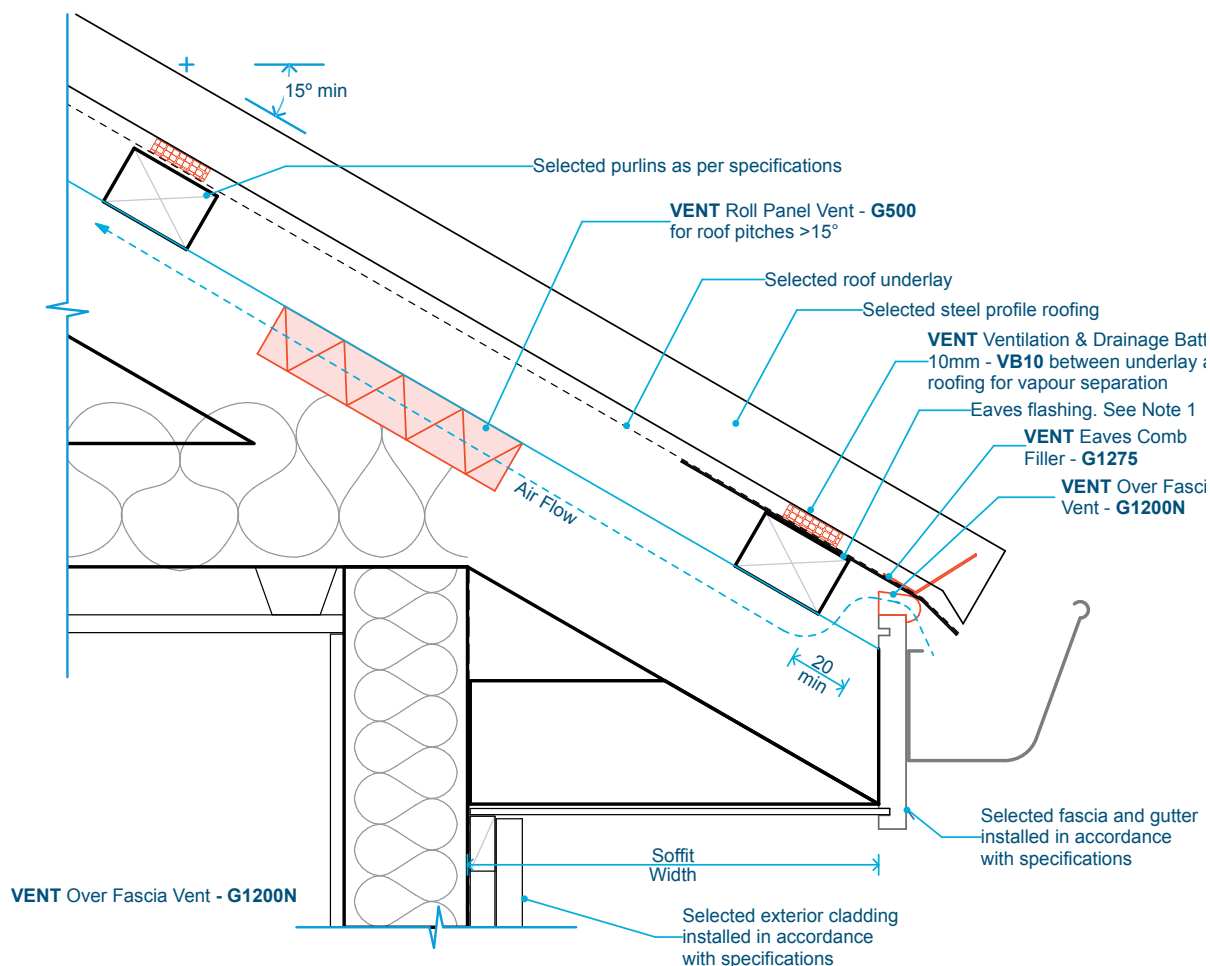 15º min
Selected purlins as per specifications
VENT Roll Panel Vent - G500
for roof pitches >15°
Selected roof underlay
Selected steel profile roofing
VENT Ventilation & Drainage Batt
10mm - VB10 between underlay a
roofing for vapour separation
Eaves flashing. See Note 1
VENT Eaves Comb
Filler - G1275
VENT Over Fasci
Vent - G1200N
Air Flow
20
min
Selected fascia and gutter
installed in accordance
with specifications
Soffit
Width
VENT Over Fascia Vent - G1200N
Selected exterior cladding
installed in accordance
with specifications